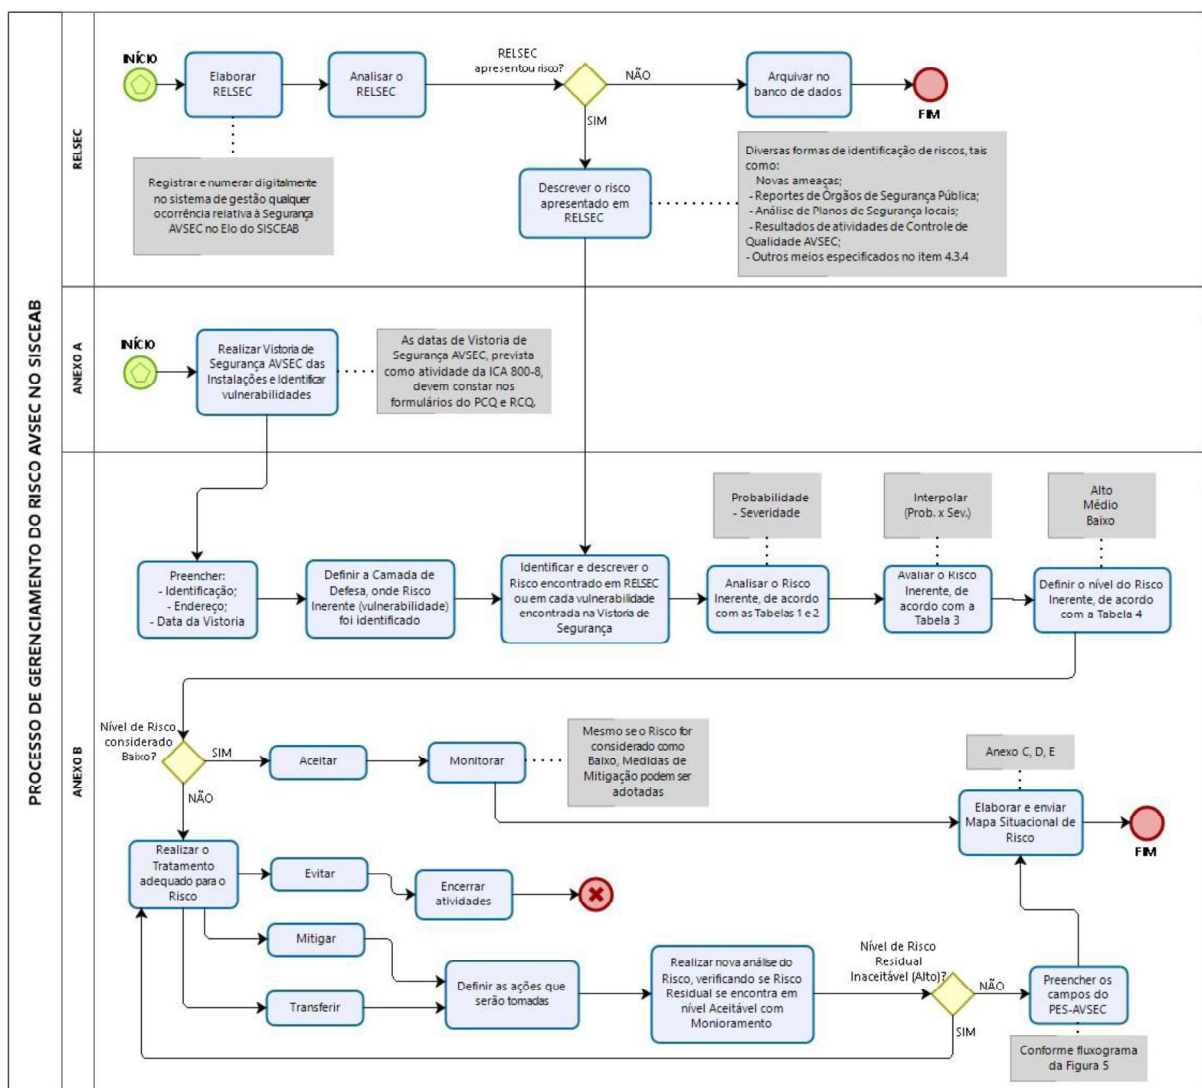 PROCESSO DE GERENCIAMENTO DO RISCO AVSEC NO SISCEAB
RELSEC
INÍCIO
Elaborar
RELSEC
Analisar o
RELSEC
RELSEC
apresentou risco?
NÃO
SIM
Arquivar no
banco de dados
FIM
Registrar e numerar digitalmente
no sistema de gestão qualquer
ocorrência relativa à Segurança
AVSEC no Elo do SISCEAB
Descrever o risco
apresentado em
RELSEC
Diversas formas de identificação de riscos, tais
como:
Novas ameaças;
- Reportes de Órgãos de Segurança Pública;
- Análise de Planos de Segurança locais;
- Resultados de atividades de Controle de
Qualidade AVSEC;
- Outros meios especificados no item 4.3.4
ANEXO A
INÍCIO
Realizar Vistoria de
Segurança AVSEC das
Instalações e Identificar
vulnerabilidades
As datas de Vistoria de
Segurança AVSEC, prevista
como atividade da ICA 800-8,
devem constar nos
formulários do PCQ e RCQ.
ANEXO B
Probabilidade
- Severidade
Interpolar
(Prob. x Sev.)
Alto
Médio
Baixo
Preencher:
- Identificação;
- Endereço;
- Data da Vistoria
Definir a Camada de
Defesa, onde Risco
Inerente (vulnerabilidade)
foi identificado
Identificar e descrever o
Risco encontrado em RELSEC
ou em cada vulnerabilidade
encontrada na Vistoria de
Segurança
Analisar o Risco
Inerente, de acordo
com as Tabelas 1 e 2
Avaliar o Risco
Inerente, de
acordo com a
Tabela 3
Definir o nível do Risco
Inerente, de acordo
com a Tabela 4
Nível de Risco
considerado
Baixo?
SIM
NÃO
Aceitar
Monitorar
Mesmo se o Risco for
considerado como
Baixo, Medidas de
Mitigação podem ser
adotadas
Anexo C, D, E
Elaborar e enviar
Mapa Situacional de
Risco
FIM
Realizar o
Tratamento
adequado para o
Risco
Evitar
Encerrar
atividades
Mitigar
Transferir
Definir as ações que
serão tomadas
Realizar nova análise do
Risco, verificando se Risco
Residual se encontra em
nível Aceitável com
Monioramento
Nível de Risco
Residual
Inaceitável (Alto)?
NÃO
SIM
Preencher os
campos do
PES-AVSEC
Conforme fluxograma
da Figura 5